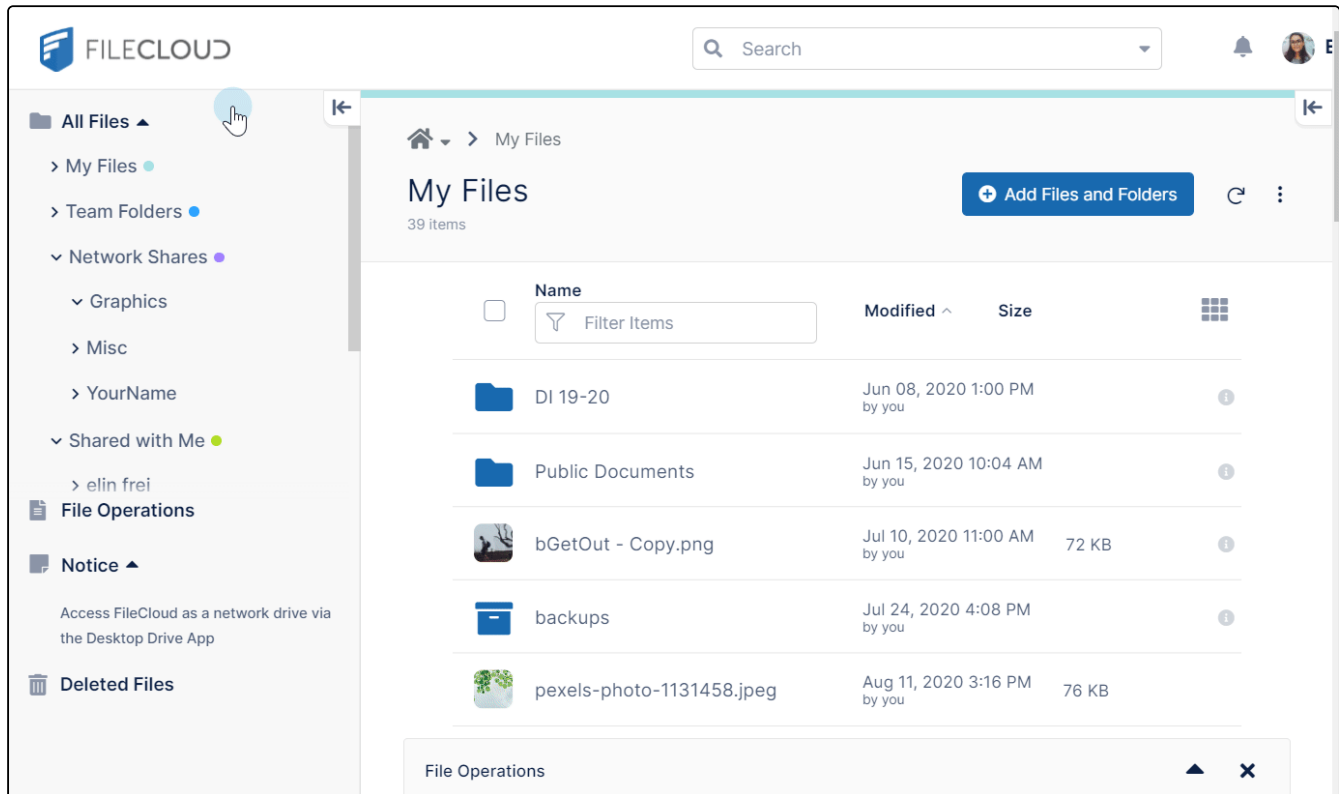 FILECLOUD
Search
E
All Files
My Files
Team Folders
Network Shares
Graphics
Misc
YourName
Shared with Me
elin frei
File Operations
Notice
Access FileCloud as a network drive via
the Desktop Drive App
Deleted Files
My Files
My Files
39 items
Add Files and Folders
Name
Filter Items
Modified
Size
DI 19-20
Jun 08, 2020 1:00 PM
by you
Public Documents
Jun 15, 2020 10:04 AM
by you
bGetOut - Copy.png
Jul 10, 2020 11:00 AM
by you
72 KB
backups
Jul 24, 2020 4:08 PM
by you
pexels-photo-1131458.jpeg
Aug 11, 2020 3:16 PM
by you
76 KB
File Operations